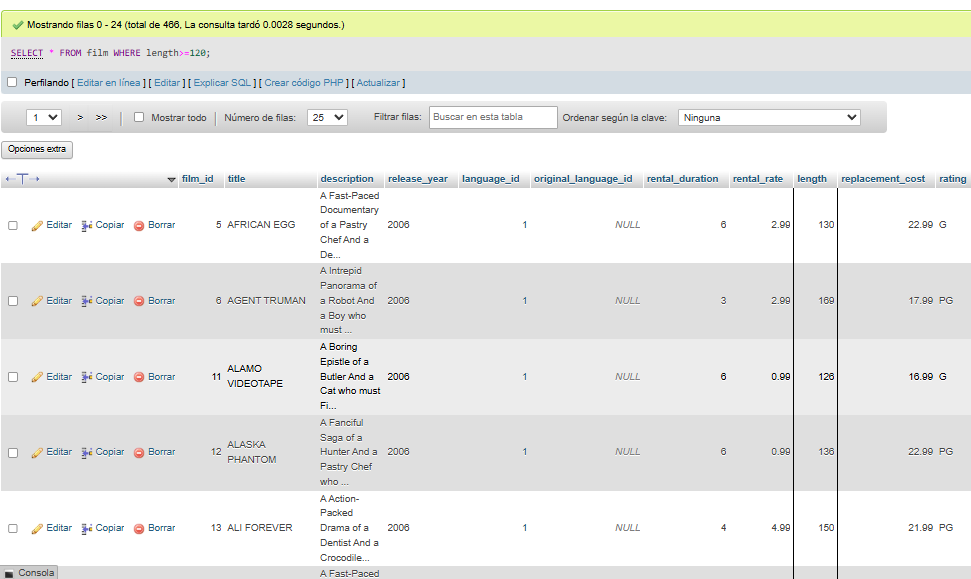 Mostrando filas 0 - 24 (total de 466, La consulta tardó 0.0028 segundos.)
SELECT * FROM film WHERE length>=120;
Perfilando [ Editar en línea ] [ Editar ] [ Explicar SQL ] [ Crear código PHP ] [ Actualizar ]
1 > >> | Mostrar todo | Número de filas: 25 Filtrar filas: Buscar en esta tabla Ordenar según la clave: Ninguna
Opciones extra
←T→ film_id title description release_year language_id original_language_id rental_duration rental_rate length replacement_cost rating
Editar Copiar Borrar 5 AFRICAN EGG A Fast-Paced Documentary of a Pastry Chef And a De... 2006 1 NULL 6 2.99 130 22.99 G
Editar Copiar Borrar 6 AGENT TRUMAN A Intrepid Panorama of a Robot And a Boy who must ... 2006 1 NULL 3 2.99 169 17.99 PG
Editar Copiar Borrar 11 ALAMO VIDEOTAPE A Boring Epistle of a Butler And a Cat who must Fi... 2006 1 NULL 6 0.99 126 16.99 G
Editar Copiar Borrar 12 ALASKA PHANTOM A Fanciful Saga of a Hunter And a Pastry Chef who ... 2006 1 NULL 6 0.99 136 22.99 PG
Editar Copiar Borrar 13 ALI FOREVER A Action-Packed Drama of a Dentist And a Crocodile... 2006 1 NULL 4 4.99 150 21.99 PG
A Fast-Paced
Consola